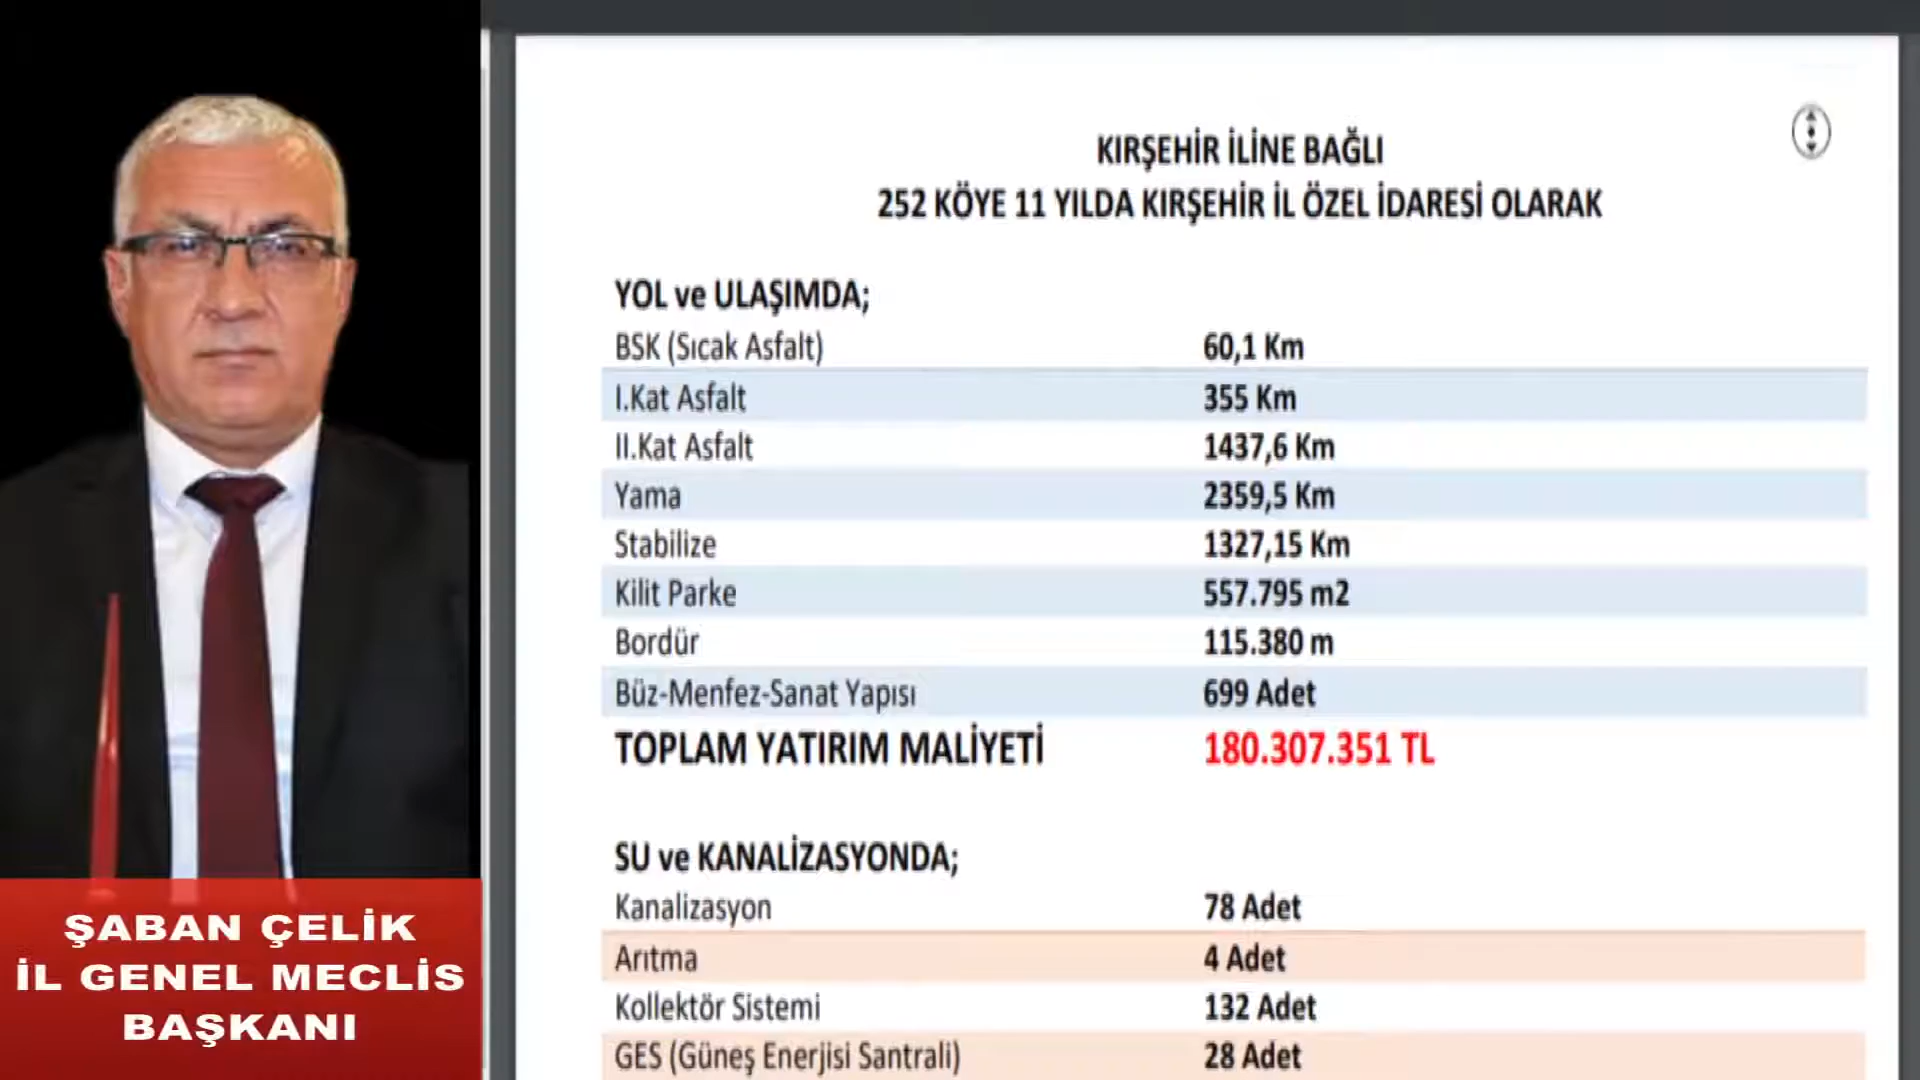 KIRŞEHİR İLİNE BAĞLI
252 KÖYE 11 YILDA KIRŞEHİR İL ÖZEL İDARESİ OLARAK
YOL ve ULAŞIMDA;
BSK (Sıcak Asfalt) 60,1 Km
I.Kat Asfalt 355 Km
II.Kat Asfalt 1437,6 Km
Yama 2359,5 Km
Stabilize 1327,15 Km
Kilit Parke 557.795 m2
Bordür 115.380 m
Büz-Menfez-Sanat Yapısı 699 Adet
TOPLAM YATIRIM MALİYETİ 180.307.351 TL
SU ve KANALİZASYONDA;
Kanalizasyon 78 Adet
Arıtma 4 Adet
Kollektör Sistemi 132 Adet
GES (Güneş Enerjisi Santrali) 28 Adet
ŞABAN ÇELİK
İL GENEL MECLİS
BAŞKANI